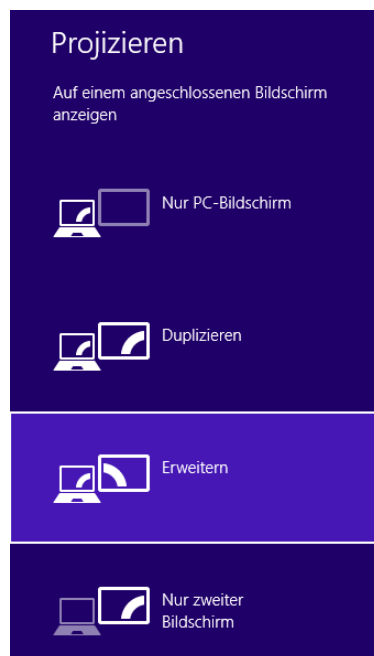 Projizieren
Auf einem angeschlossenen Bildschirm
anzeigen
Nur PC-Bildschirm
Duplizieren
Erweitern
Nur zweiter
Bildschirm